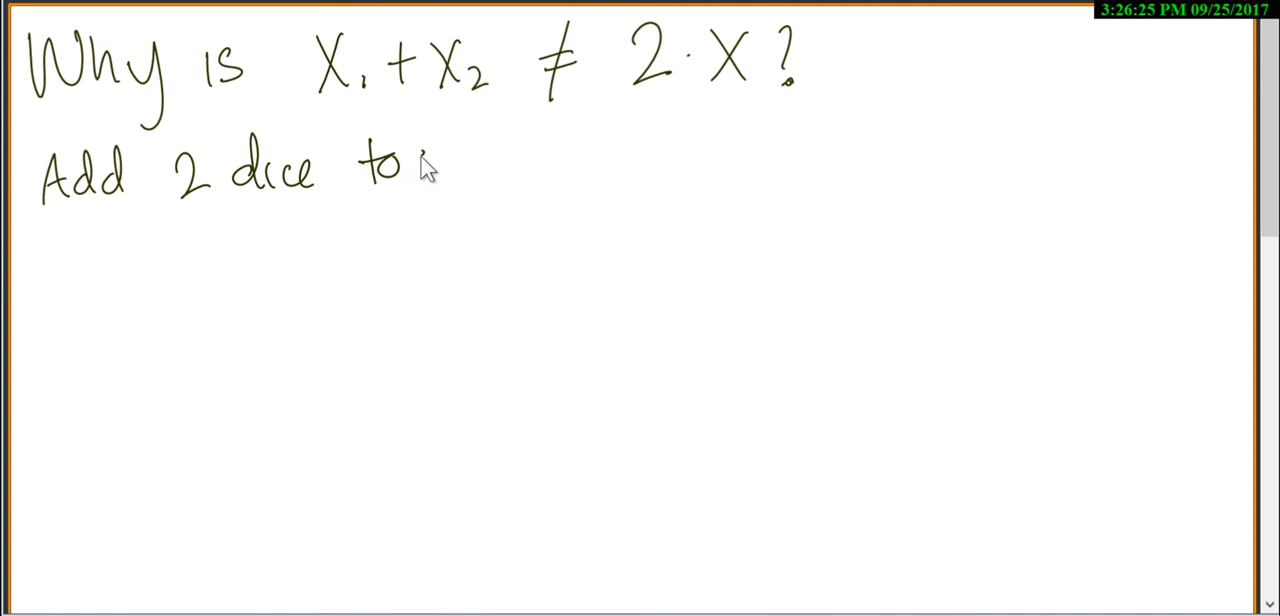 3:26:25 PM 09/25/2017
Why is X₁ + X₂ ≠ 2 · X ?
Add 2 dice to